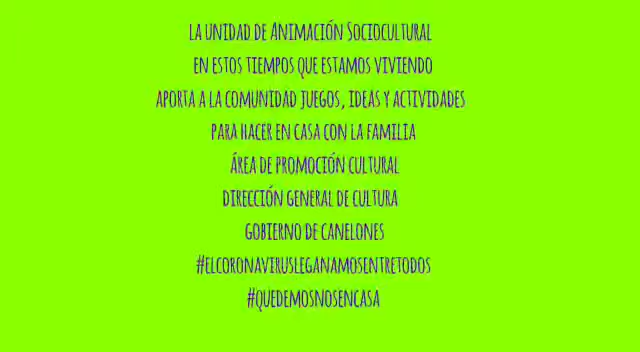 la unidad de Animación Sociocultural
en estos tiempos que estamos viviendo
aporta a la comunidad juegos, ideas y actividades
para hacer en casa con la familia
área de promoción cultural
dirección general de cultura
gobierno de canelones
#elcoronavirusleganamosentretodos
#quedemosnosencasa